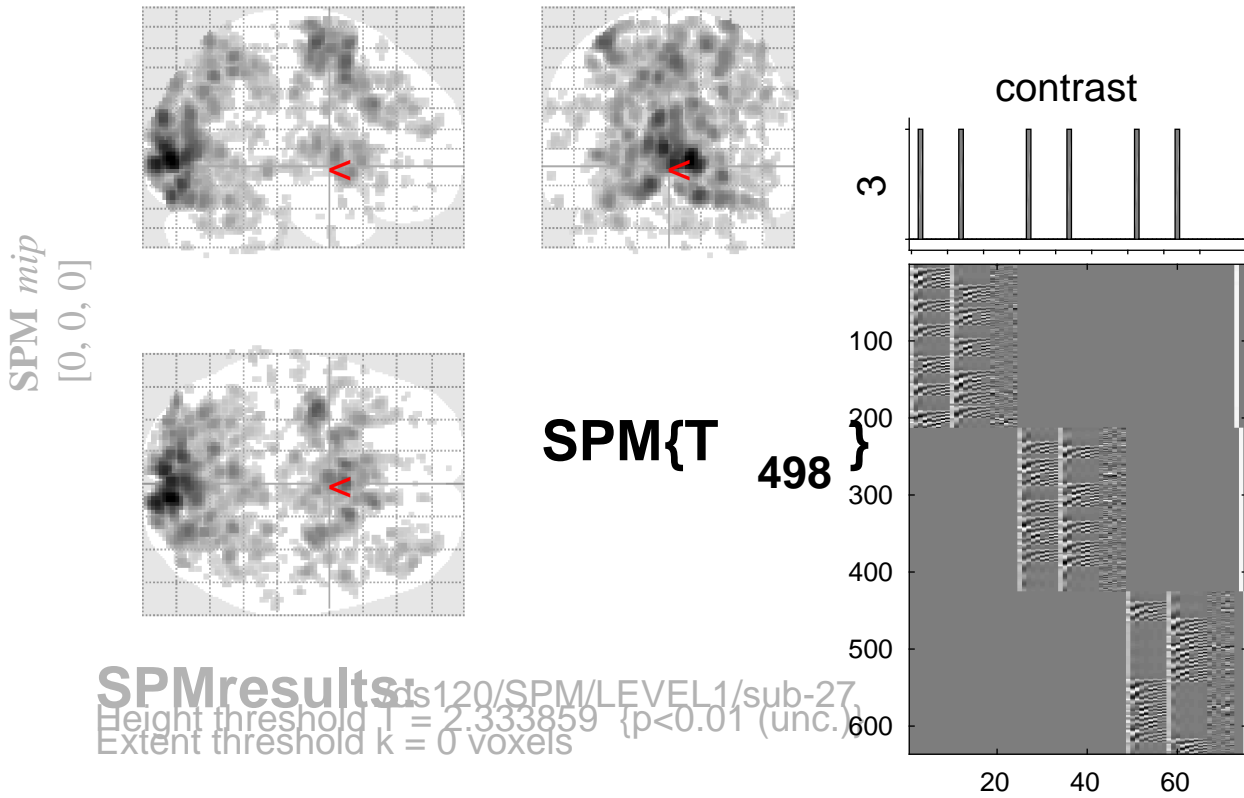 SPM mip
[0, 0, 0]
<
<
<
SPM{T 498 }
contrast
3
100
200
300
400
500
600
20 40 60
SPMresults: /ds120/SPM/LEVEL1/sub-27
Height threshold T = 2.333859 {p<0.01 (unc.)}
Extent threshold k = 0 voxels